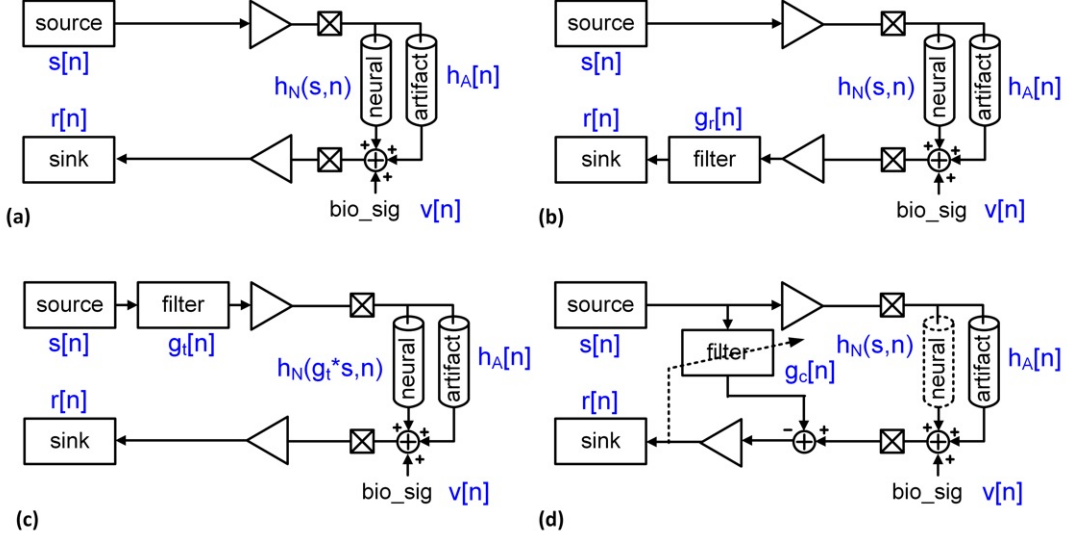 source
s[n]
neural
artifact
h_N(s,n)
h_A[n]
r[n]
sink
+
+
+
bio_sig v[n]
(a)
source
s[n]
neural
artifact
h_N(s,n)
h_A[n]
r[n]
g_r[n]
sink
filter
+
+
+
bio_sig v[n]
(b)
source
filter
s[n]
g_t[n]
neural
artifact
h_N(g_t*s,n)
h_A[n]
r[n]
sink
+
+
+
bio_sig v[n]
(c)
source
s[n]
filter
g_c[n]
neural
artifact
h_N(s,n)
h_A[n]
r[n]
sink
− +
+
+
+
+
bio_sig v[n]
(d)